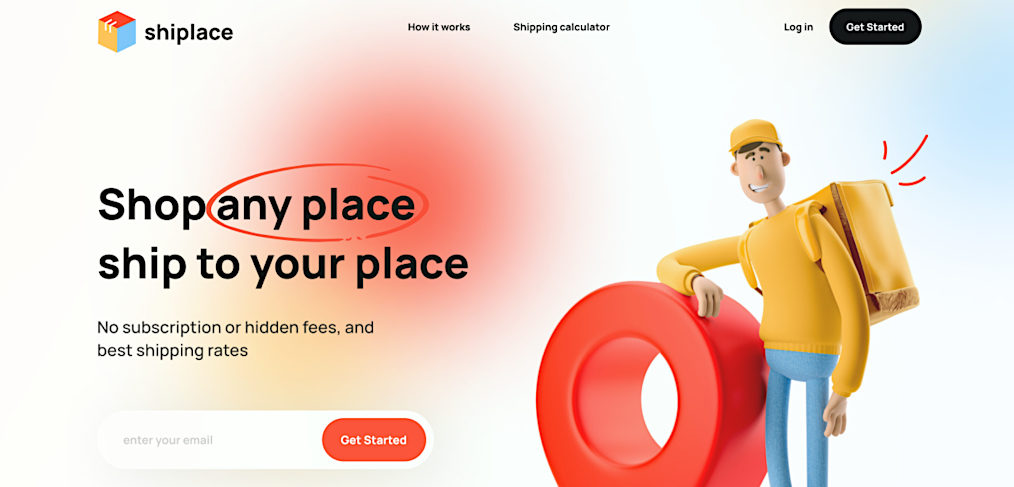 shiplace
How it works
Shipping calculator
Log in
Get Started
Shop any place
ship to your place
No subscription or hidden fees, and
best shipping rates
enter your email
Get Started